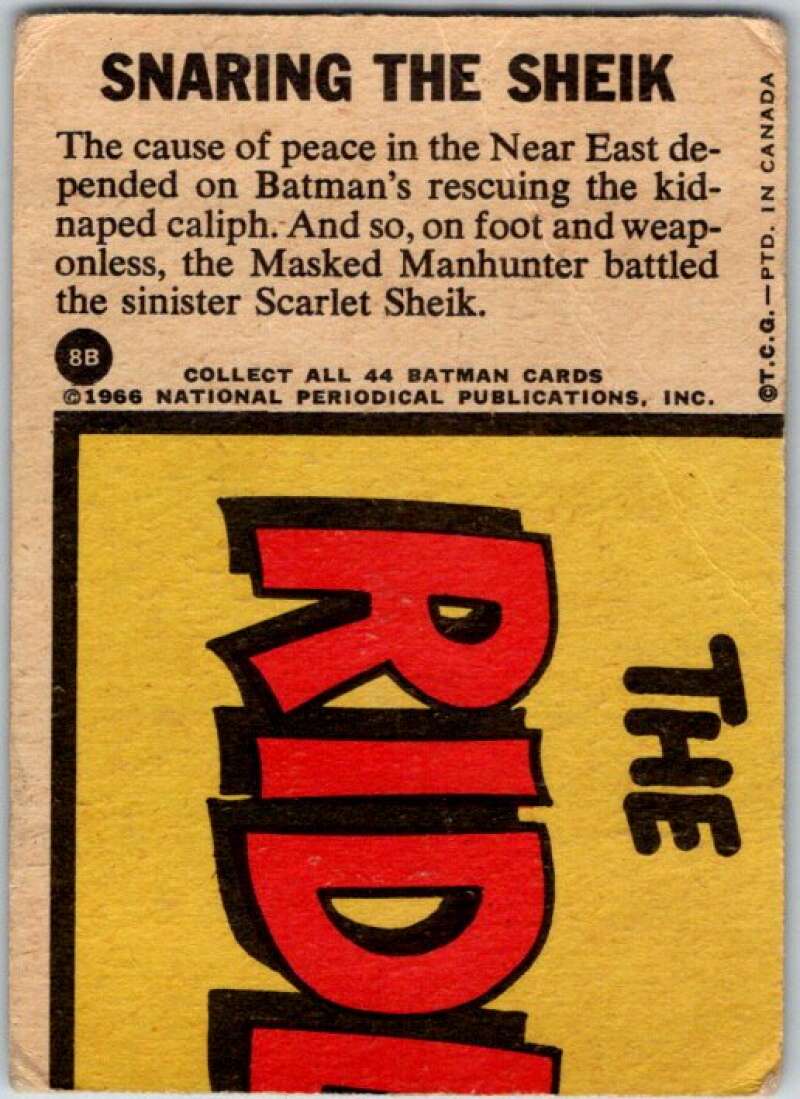 SNARING THE SHEIK
The cause of peace in the Near East de-
pended on Batman's rescuing the kid-
naped caliph. And so, on foot and weap-
onless, the Masked Manhunter battled
the sinister Scarlet Sheik.
8B
COLLECT ALL 44 BATMAN CARDS
©1966 NATIONAL PERIODICAL PUBLICATIONS, INC.
©T.C.G.—PTD. IN CANADA
THE
RID